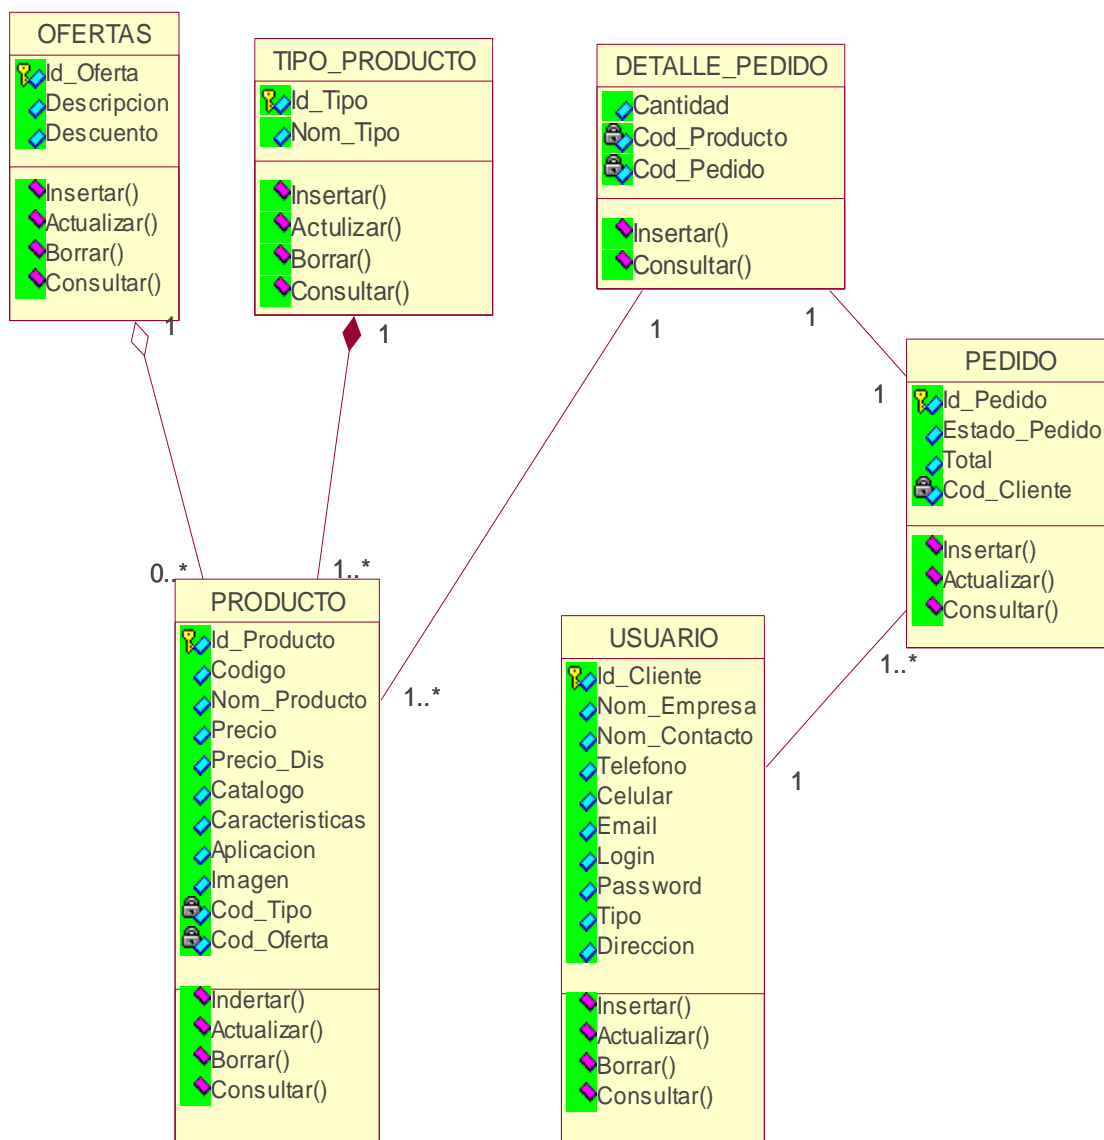 OFERTAS
Id_Oferta
Descripcion
Descuento
Insertar()
Actualizar()
Borrar()
Consultar()
1
TIPO_PRODUCTO
Id_Tipo
Nom_Tipo
Insertar()
Actulizar()
Borrar()
Consultar()
1
DETALLE_PEDIDO
Cantidad
Cod_Producto
Cod_Pedido
Insertar()
Consultar()
1
1
1
PEDIDO
Id_Pedido
Estado_Pedido
Total
Cod_Cliente
Insertar()
Actualizar()
Consultar()
1..*
0..*
1..*
PRODUCTO
Id_Producto
Codigo
Nom_Producto
Precio
Precio_Dis
Catalogo
Caracteristicas
Aplicacion
Imagen
Cod_Tipo
Cod_Oferta
Indertar()
Actualizar()
Borrar()
Consultar()
1..*
USUARIO
Id_Cliente
Nom_Empresa
Nom_Contacto
Telefono
Celular
Email
Login
Password
Tipo
Direccion
Insertar()
Actualizar()
Borrar()
Consultar()
1